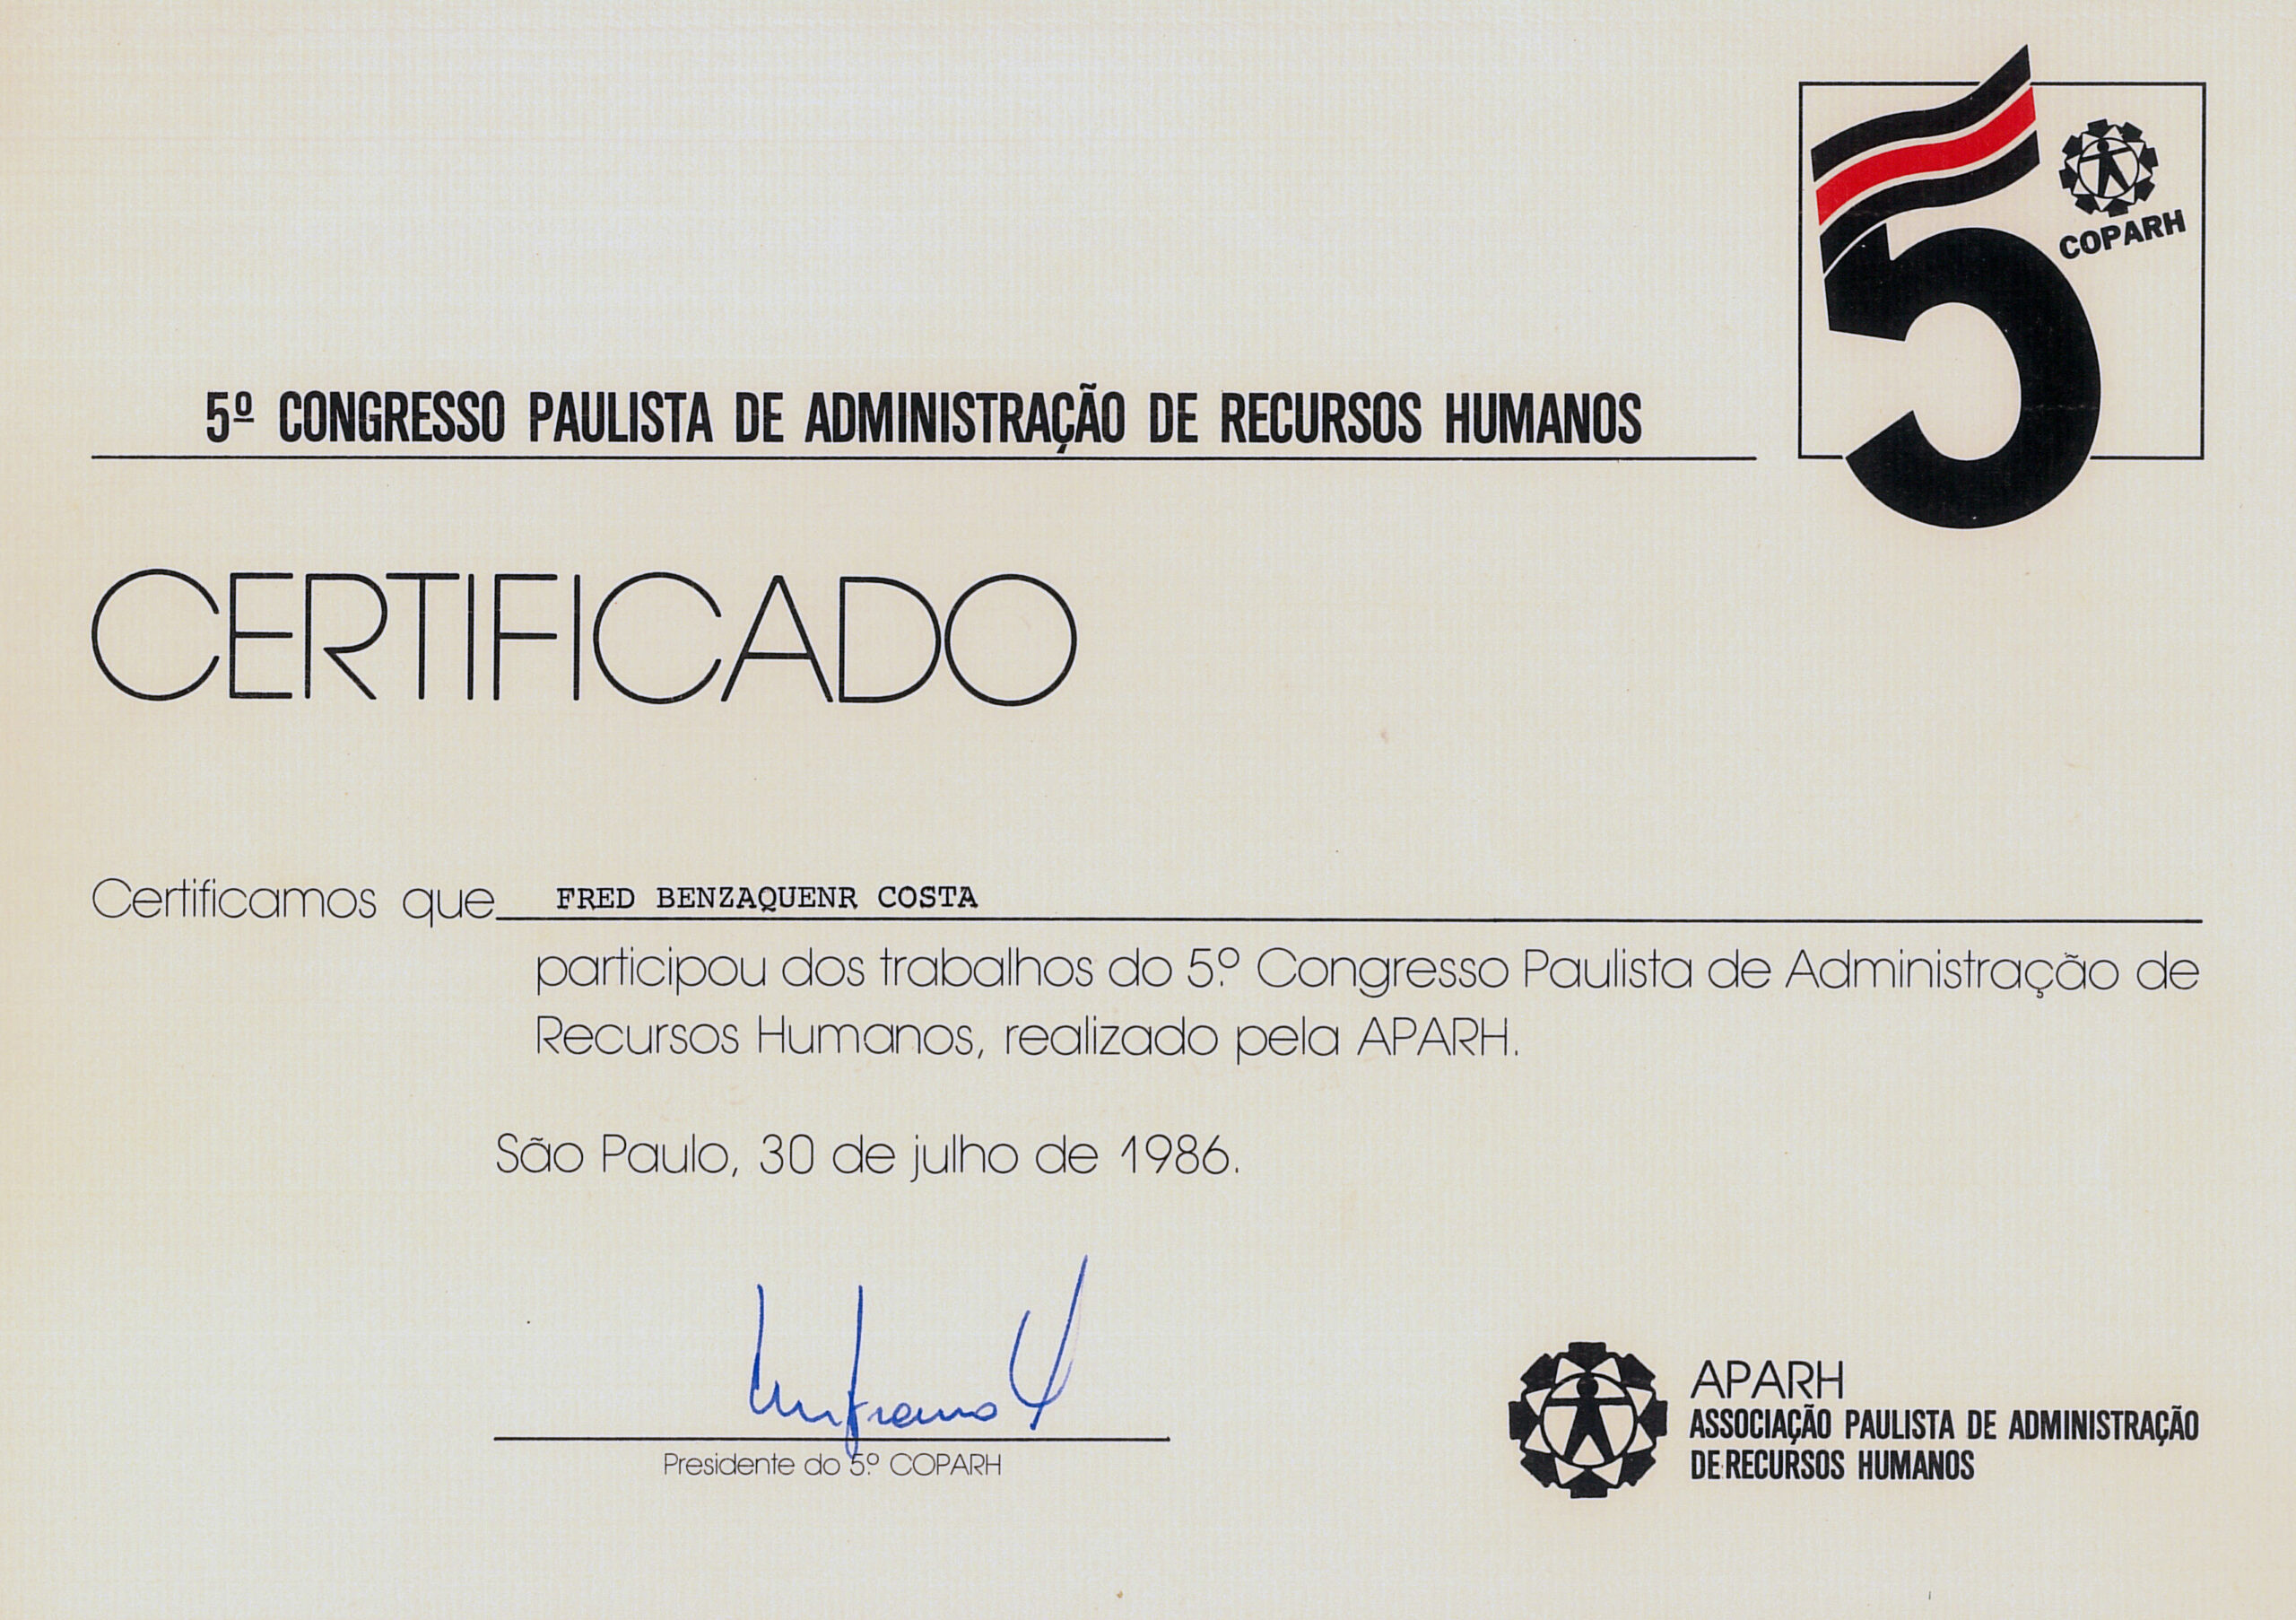 5
COPARH
5º CONGRESSO PAULISTA DE ADMINISTRAÇÃO DE RECURSOS HUMANOS
CERTIFICADO
Certificamos que FRED BENZAQUENR COSTA
participou dos trabalhos do 5º Congresso Paulista de Administração de
Recursos Humanos, realizado pela APARH.
São Paulo, 30 de julho de 1986.
Presidente do 5º COPARH
APARH
ASSOCIAÇÃO PAULISTA DE ADMINISTRAÇÃO
DE RECURSOS HUMANOS